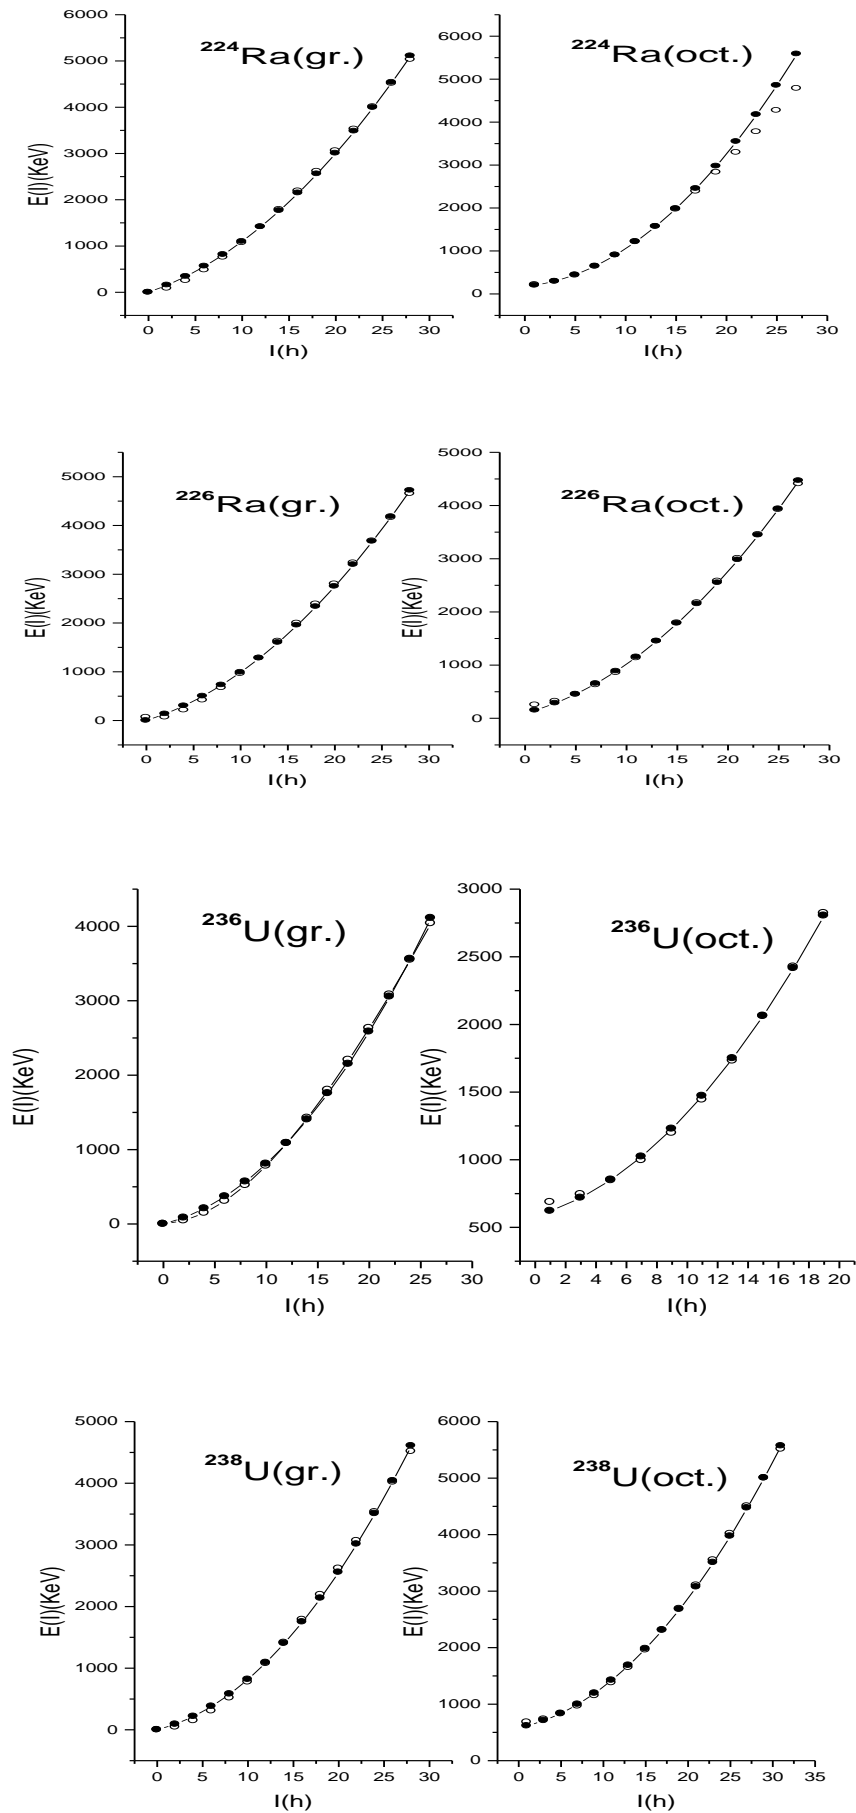 ²²⁴Ra(gr.)
E(I)(KeV)
6000
5000
4000
3000
2000
1000
0
0 5 10 15 20 25 30
I(h)
²²⁴Ra(oct.)
6000
5000
4000
3000
2000
1000
0
0 5 10 15 20 25 30
I(h)
²²⁶Ra(gr.)
E(I)(KeV)
5000
4000
3000
2000
1000
0
0 5 10 15 20 25 30
I(h)
²²⁶Ra(oct.)
E(I)(KeV)
5000
4000
3000
2000
1000
0
0 5 10 15 20 25 30
I(h)
²³⁶U(gr.)
E(I)(KeV)
4000
3000
2000
1000
0
0 5 10 15 20 25 30
I(h)
²³⁶U(oct.)
E(I)(KeV)
3000
2500
2000
1500
1000
500
0 2 4 6 8 10 11 12 14 16 18 20
I(h)
²³⁸U(gr.)
E(I)(KeV)
5000
4000
3000
2000
1000
0
0 5 10 15 20 25 30
I(h)
²³⁸U(oct.)
E(I)(KeV)
6000
5000
4000
3000
2000
1000
0
0 5 10 15 20 25 30 35
I(h)